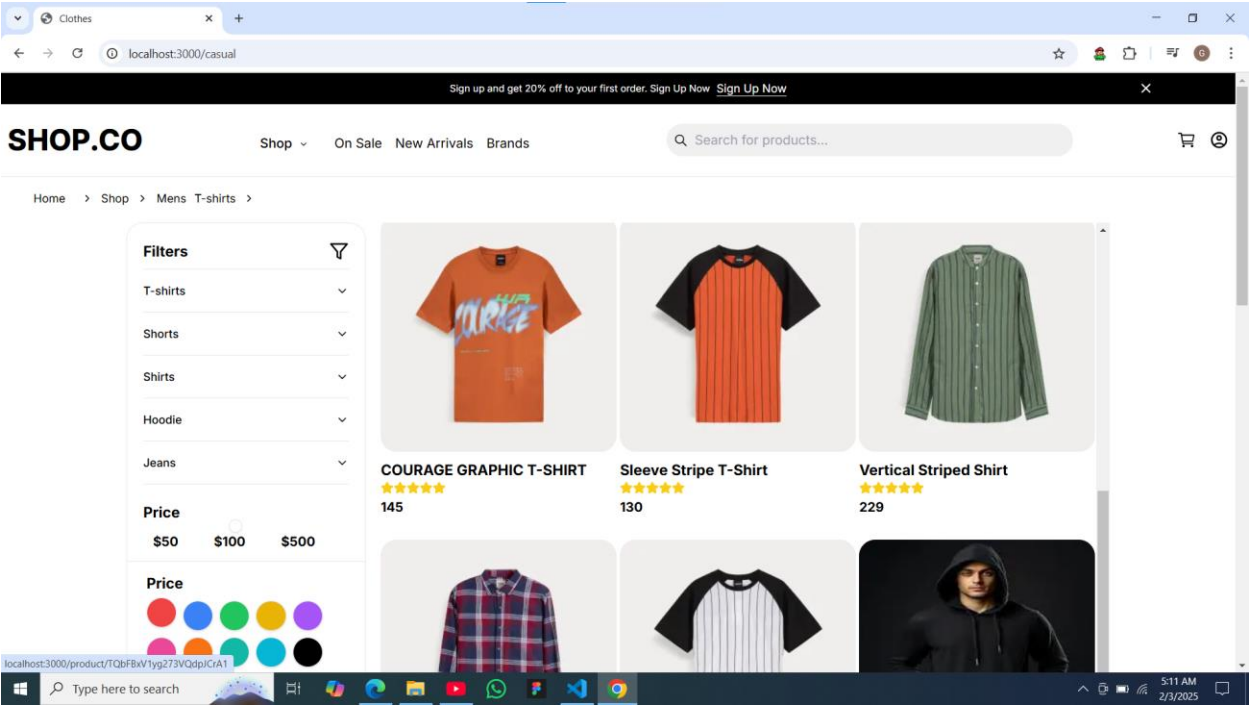 Clothes
localhost:3000/casual
G
Sign up and get 20% off to your first order. Sign Up Now Sign Up Now
SHOP.CO
Shop On Sale New Arrivals Brands
Search for products...
Home > Shop > Mens T-shirts >
Filters
T-shirts
Shorts
Shirts
Hoodie
Jeans
Price
$50 $100 $500
Price
COURAGE
COURAGE GRAPHIC T-SHIRT
145
Sleeve Stripe T-Shirt
130
Vertical Striped Shirt
229
localhost:3000/product/TQbFBxV1yg273VQdpJCrA1
Type here to search
5:11 AM
2/3/2025